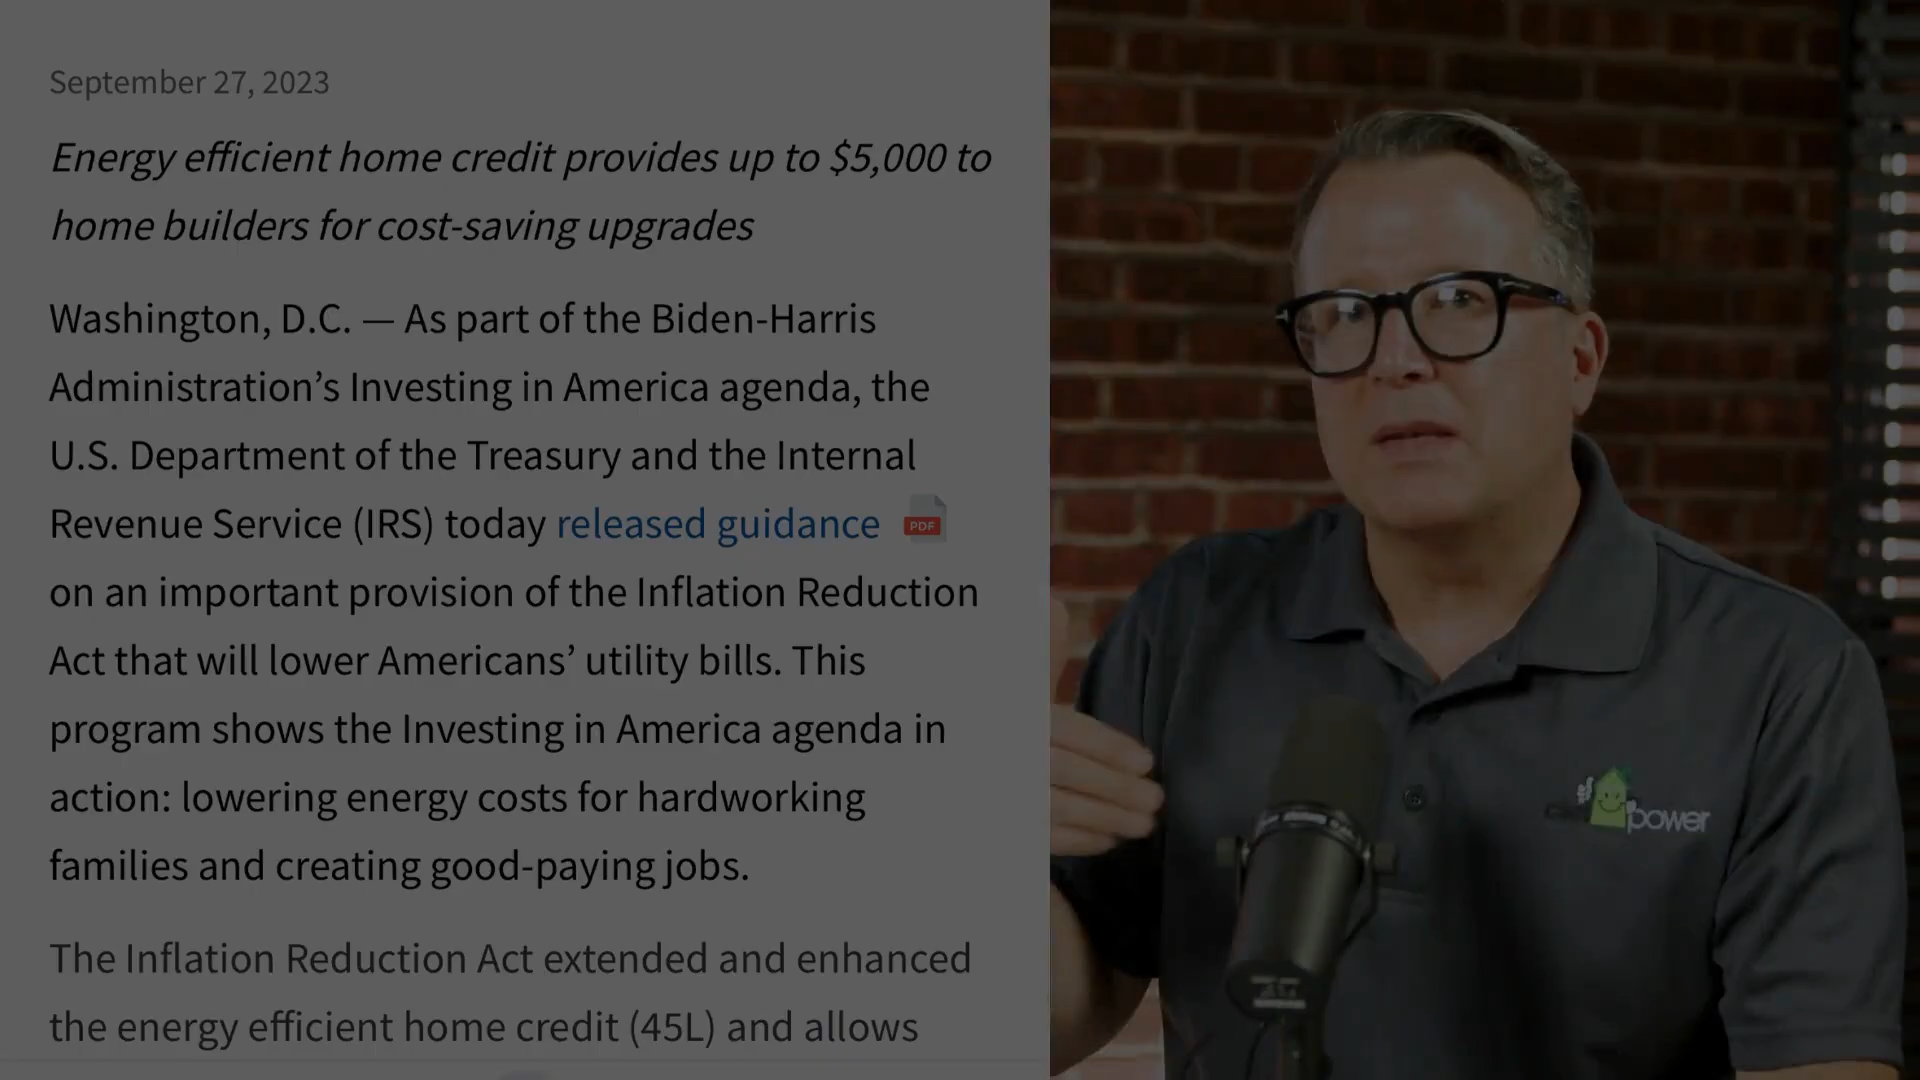 September 27, 2023
Energy efficient home credit provides up to $5,000 to
home builders for cost-saving upgrades
Washington, D.C. — As part of the Biden-Harris
Administration’s Investing in America agenda, the
U.S. Department of the Treasury and the Internal
Revenue Service (IRS) today released guidance PDF
on an important provision of the Inflation Reduction
Act that will lower Americans’ utility bills. This
program shows the Investing in America agenda in
action: lowering energy costs for hardworking
families and creating good-paying jobs.
The Inflation Reduction Act extended and enhanced
the energy efficient home credit (45L) and allows
power